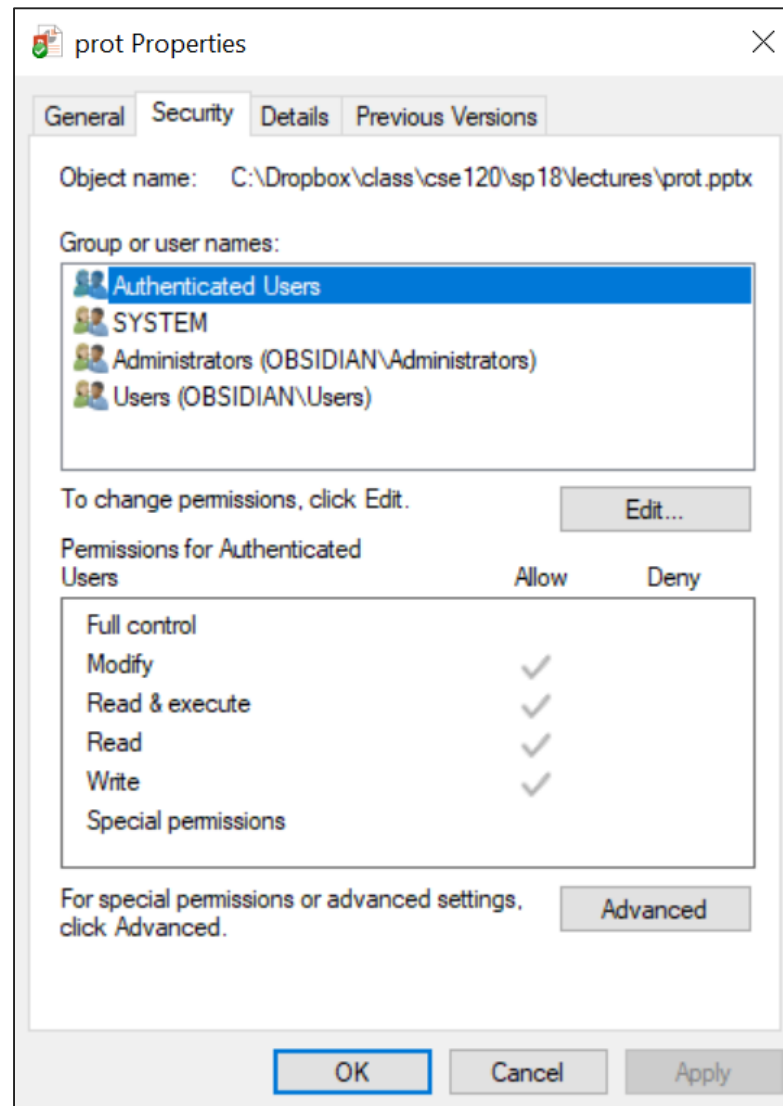 prot Properties
General Security Details Previous Versions
Object name: C:\Dropbox\class\cse120\sp18\lectures\prot.pptx
Group or user names:
Authenticated Users
SYSTEM
Administrators (OBSIDIAN\Administrators)
Users (OBSIDIAN\Users)
To change permissions, click Edit.
Edit...
Permissions for Authenticated
Users Allow Deny
Full control
Modify
Read & execute
Read
Write
Special permissions
For special permissions or advanced settings,
click Advanced.
Advanced
OK Cancel Apply